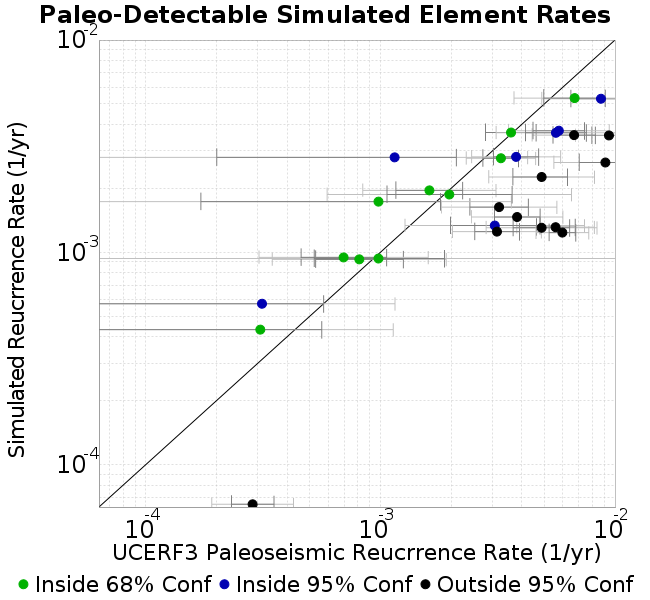 Paleo-Detectable Simulated Element Rates
10-2
10-3
10-4
Simulated Reucrrence Rate (1/yr)
10-4 10-3 10-2
UCERF3 Paleoseismic Reucrrence Rate (1/yr)
Inside 68% Conf Inside 95% Conf Outside 95% Conf